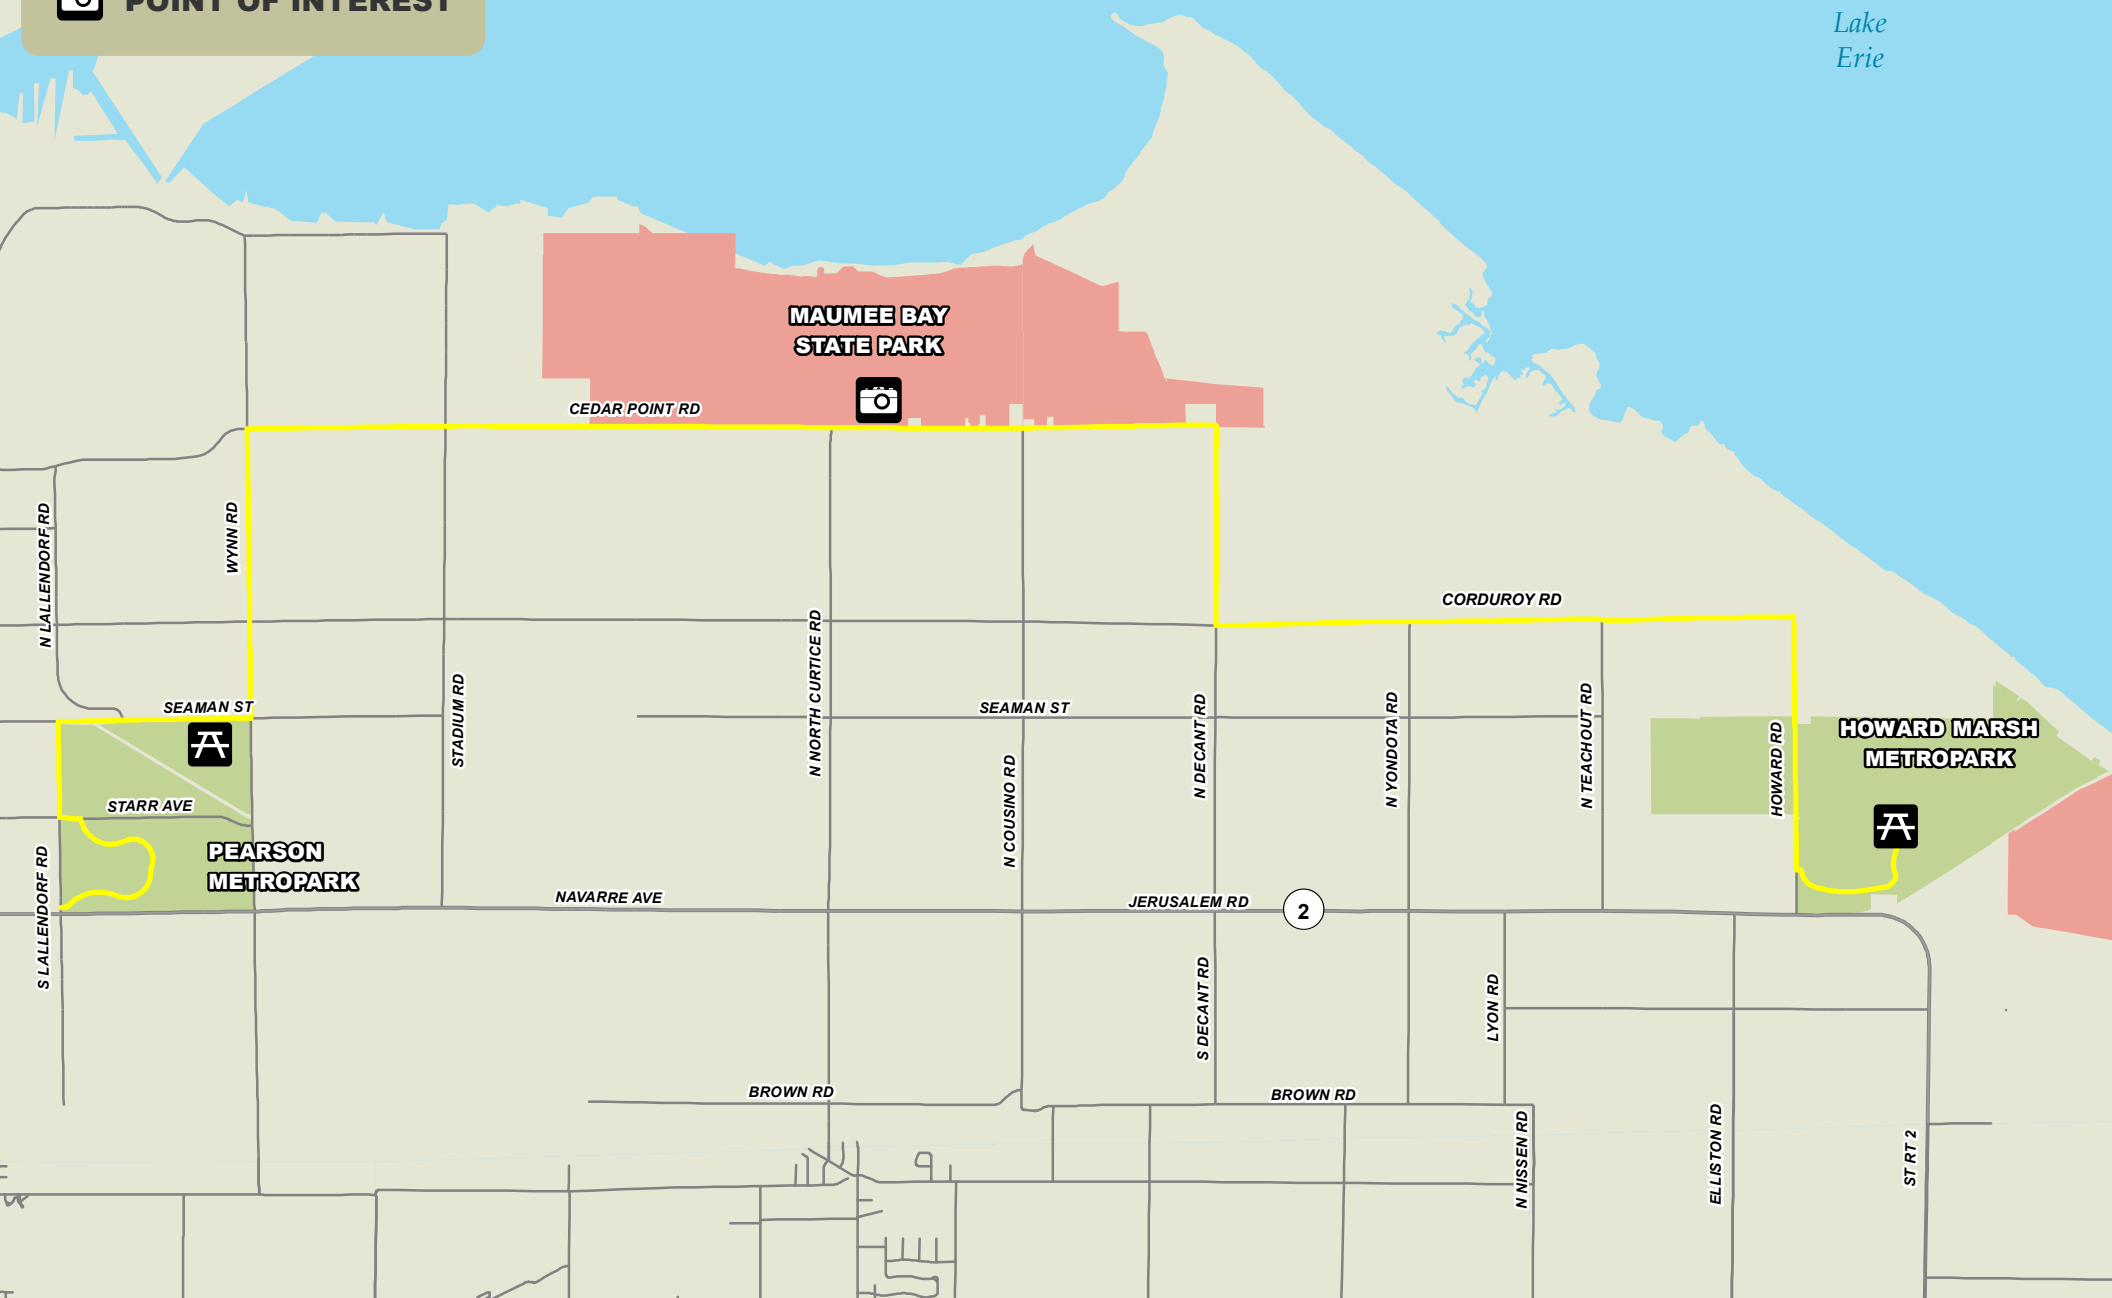 POINT OF INTEREST
Lake
Erie
MAUMEE BAY
STATE PARK
CEDAR POINT RD
N LALLENDORF RD
WYNN RD
CORDUROY RD
N NORTH CURTICE RD
STADIUM RD
SEAMAN ST
SEAMAN ST
N DECANT RD
N YONDOTA RD
N TEACHOUT RD
HOWARD RD
HOWARD MARSH
METROPARK
N COUSINO RD
STARR AVE
PEARSON
METROPARK
S LALLENDORF RD
NAVARRE AVE
JERUSALEM RD
2
S DECANT RD
LYON RD
BROWN RD
BROWN RD
N NISSEN RD
ELLISTON RD
ST RT 2